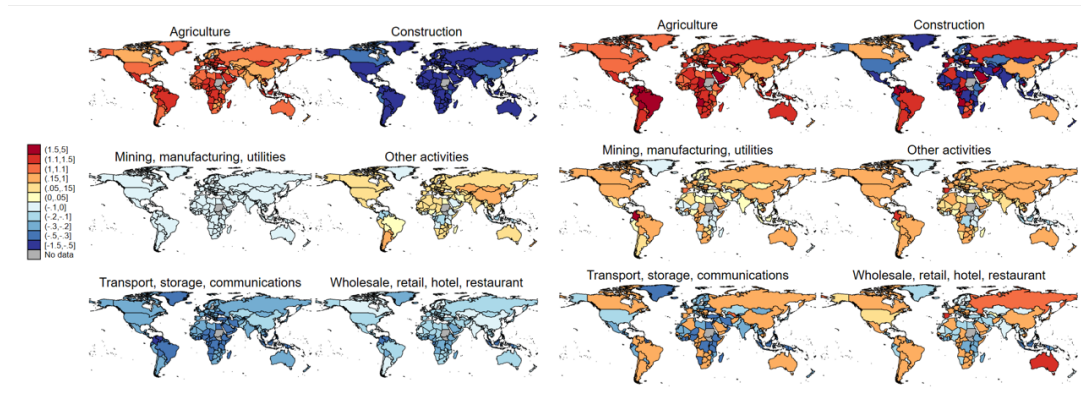 Agriculture
Construction
Agriculture
Construction
(1.5,5]
(1.1,1.5]
(1,1.1]
(.15,1]
(.05,.15]
(0,.05]
(-.1,0]
(-.2,-.1]
(-.3,-.2]
(-.5,-.3]
[-1.5,-.5]
No data
Mining, manufacturing, utilities
Other activities
Mining, manufacturing, utilities
Other activities
Transport, storage, communications
Wholesale, retail, hotel, restaurant
Transport, storage, communications
Wholesale, retail, hotel, restaurant